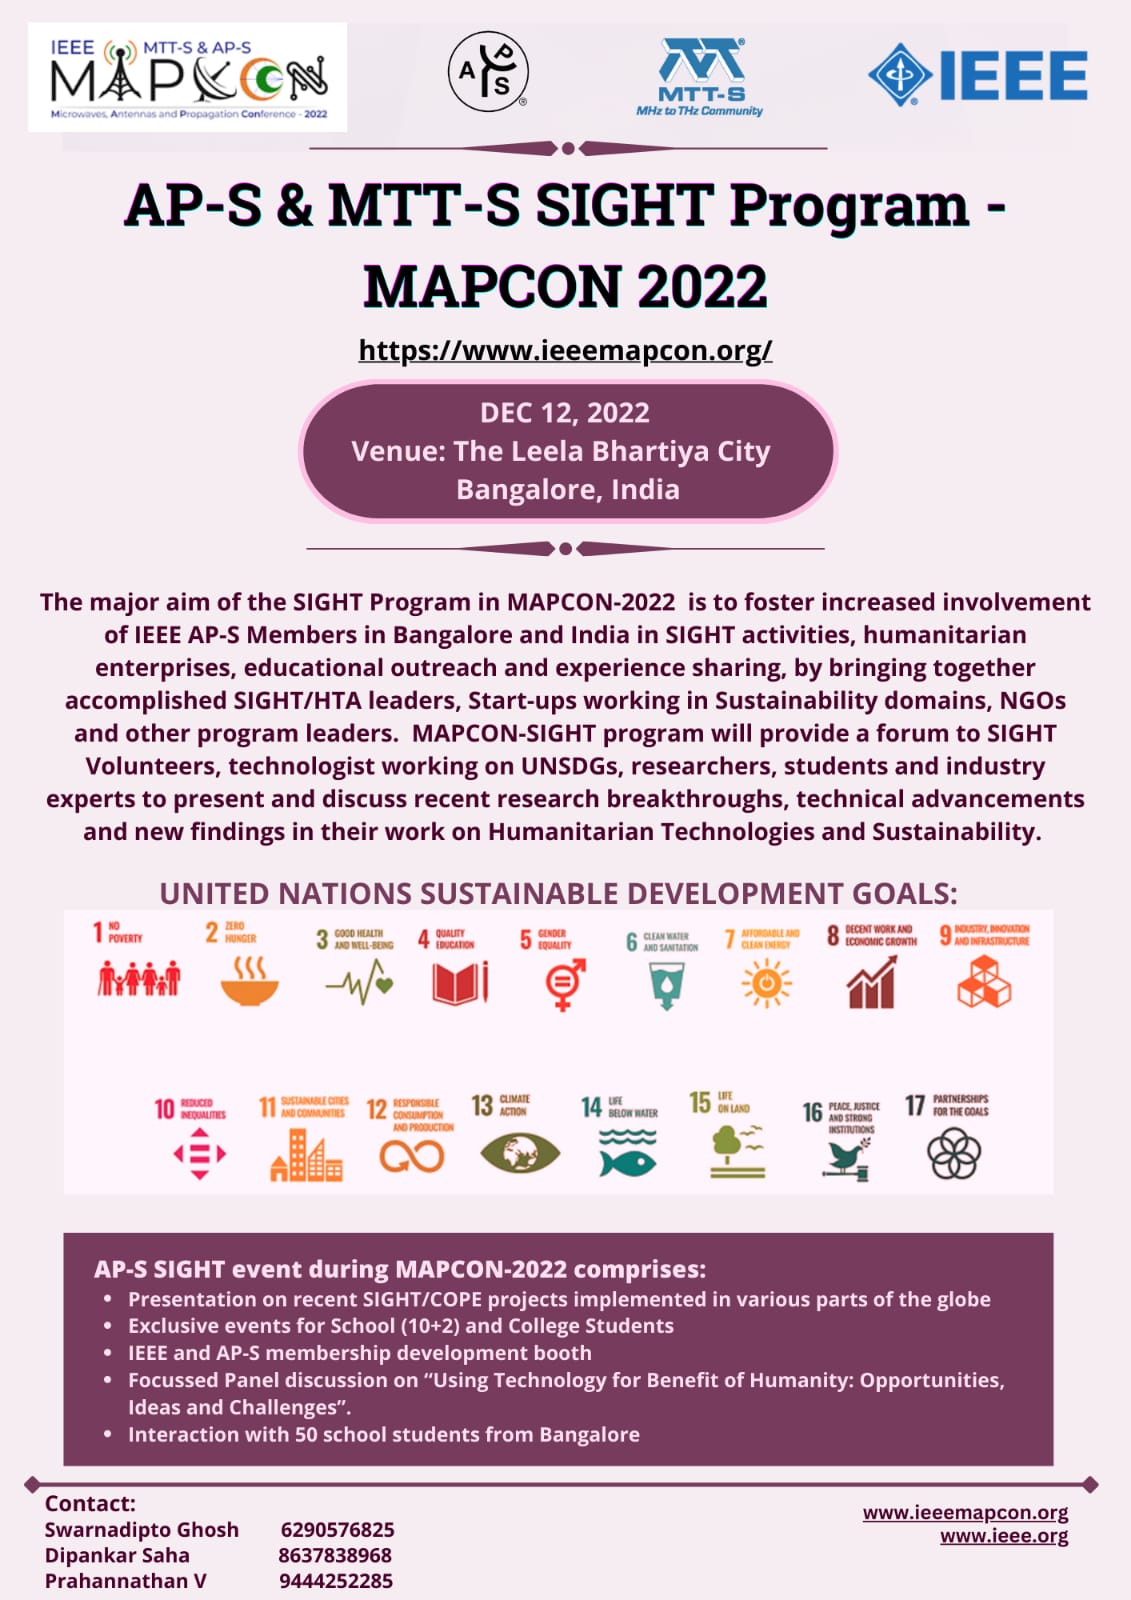 IEEE MTT-S & AP-S
MAPCON
Microwaves, Antennas and Propagation Conference - 2022
A P S ®
MTT-S ®
MHz to THz Community
IEEE ®
AP-S & MTT-S SIGHT Program -
MAPCON 2022
https://www.ieeemapcon.org/
DEC 12, 2022
Venue: The Leela Bhartiya City
Bangalore, India
The major aim of the SIGHT Program in MAPCON-2022 is to foster increased involvement
of IEEE AP-S Members in Bangalore and India in SIGHT activities, humanitarian
enterprises, educational outreach and experience sharing, by bringing together
accomplished SIGHT/HTA leaders, Start-ups working in Sustainability domains, NGOs
and other program leaders. MAPCON-SIGHT program will provide a forum to SIGHT
Volunteers, technologist working on UNSDGs, researchers, students and industry
experts to present and discuss recent research breakthroughs, technical advancements
and new findings in their work on Humanitarian Technologies and Sustainability.
UNITED NATIONS SUSTAINABLE DEVELOPMENT GOALS:
1 NO
POVERTY
2 ZERO
HUNGER
3 GOOD HEALTH
AND WELL-BEING
4 QUALITY
EDUCATION
5 GENDER
EQUALITY
6 CLEAN WATER
AND SANITATION
7 AFFORDABLE AND
CLEAN ENERGY
8 DECENT WORK AND
ECONOMIC GROWTH
9 INDUSTRY, INNOVATION
AND INFRASTRUCTURE
10 REDUCED
INEQUALITIES
11 SUSTAINABLE CITIES
AND COMMUNITIES
12 RESPONSIBLE
CONSUMPTION
AND PRODUCTION
13 CLIMATE
ACTION
14 LIFE
BELOW WATER
15 LIFE
ON LAND
16 PEACE, JUSTICE
AND STRONG
INSTITUTIONS
17 PARTNERSHIPS
FOR THE GOALS
AP-S SIGHT event during MAPCON-2022 comprises:
• Presentation on recent SIGHT/COPE projects implemented in various parts of the globe
• Exclusive events for School (10+2) and College Students
• IEEE and AP-S membership development booth
• Focussed Panel discussion on “Using Technology for Benefit of Humanity: Opportunities,
Ideas and Challenges”.
• Interaction with 50 school students from Bangalore
Contact:
Swarnadipto Ghosh 6290576825
Dipankar Saha 8637838968
Prahannathan V 9444252285
www.ieeemapcon.org
www.ieee.org